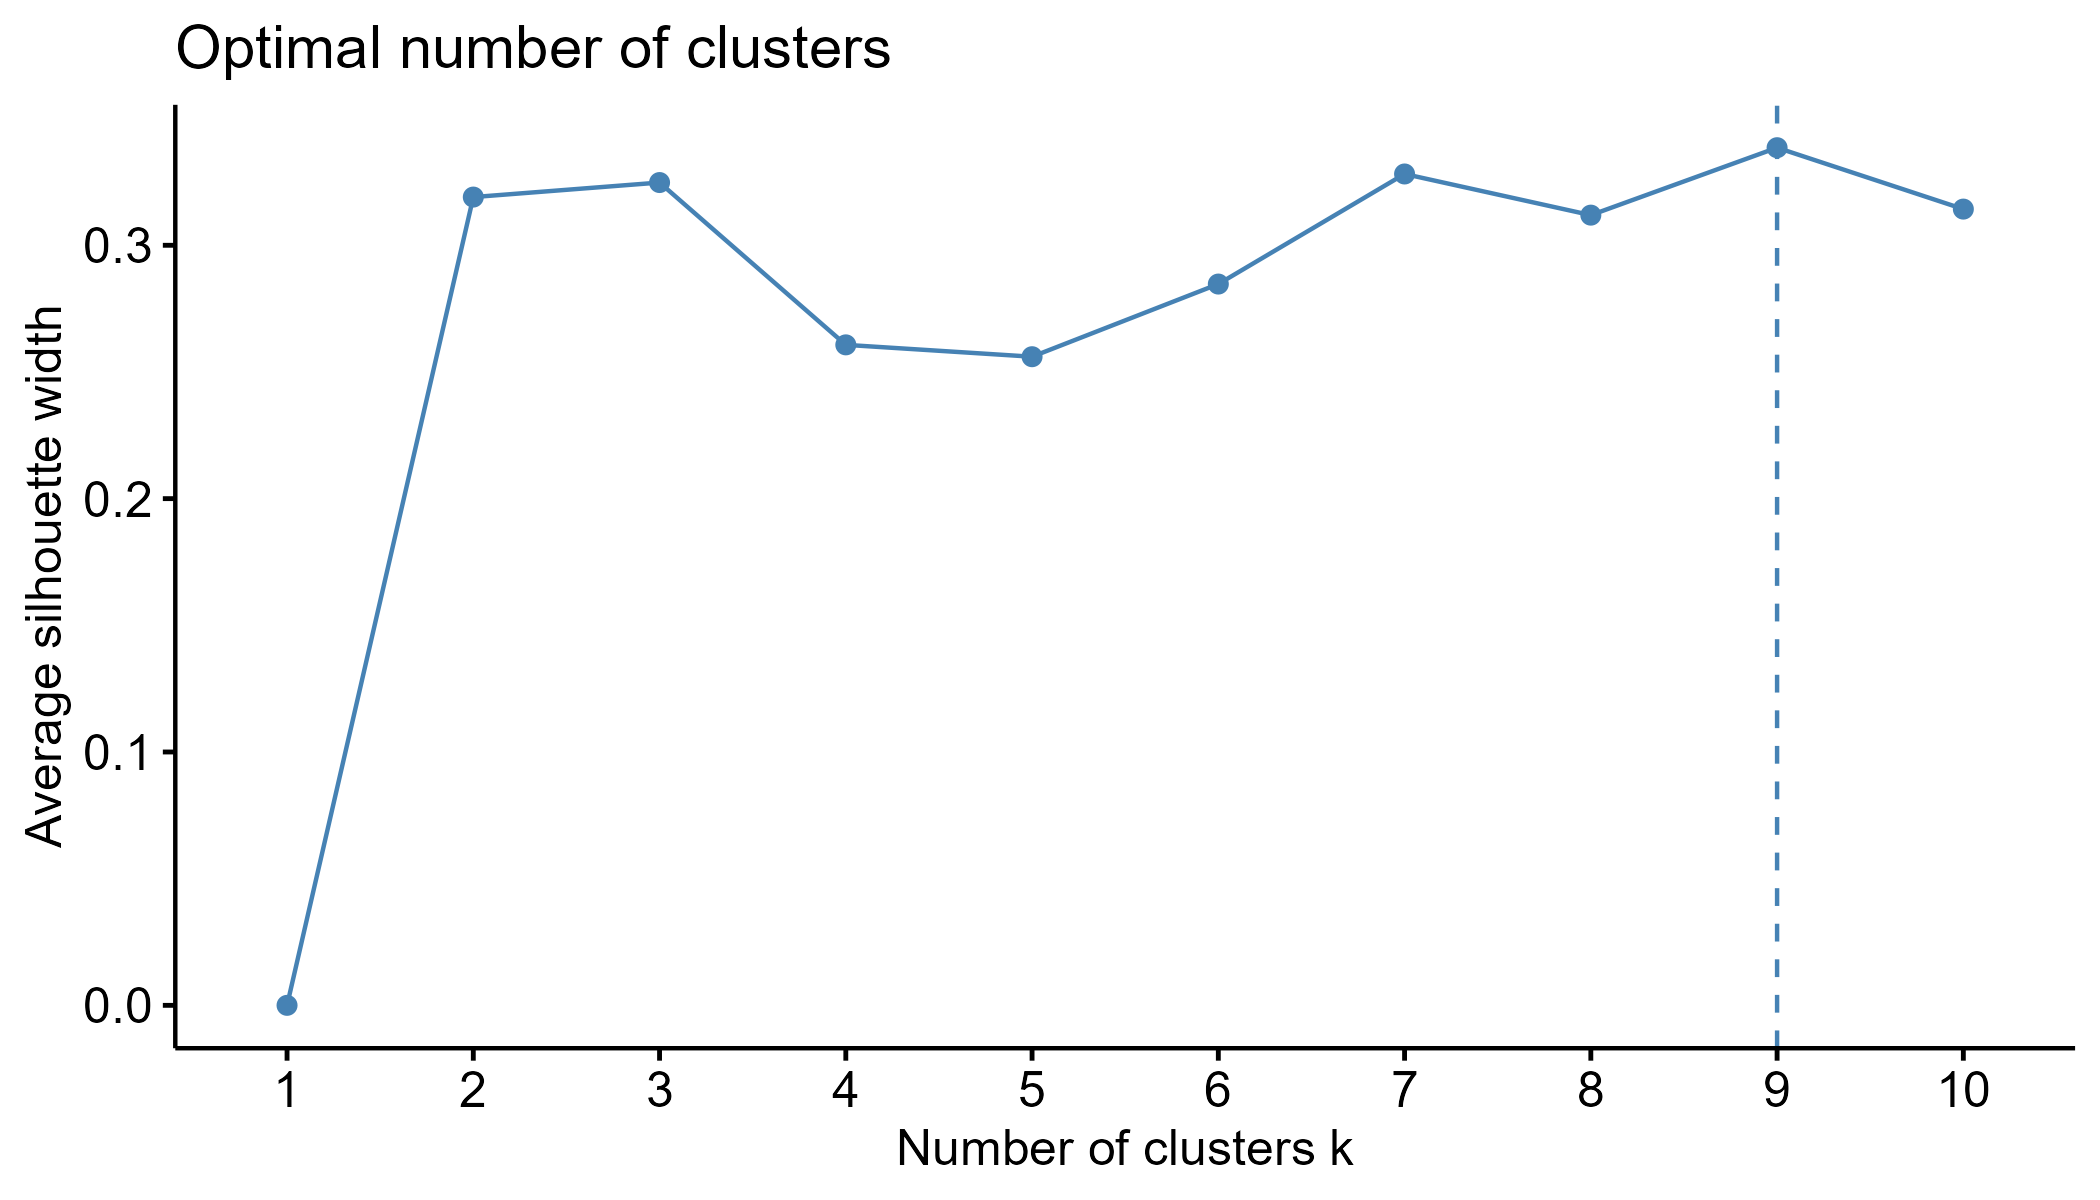 Optimal number of clusters
Average silhouette width
0.3
0.2
0.1
0.0
1 2 3 4 5 6 7 8 9 10
Number of clusters k